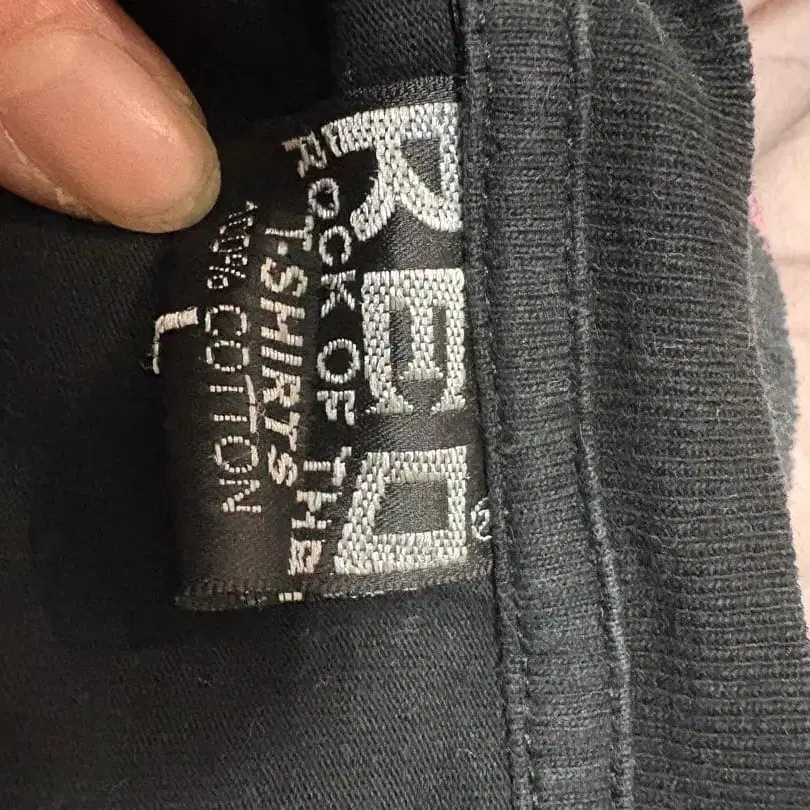 RED®
ROCK OF THE
T.SHIRTS
100% COTTON
L